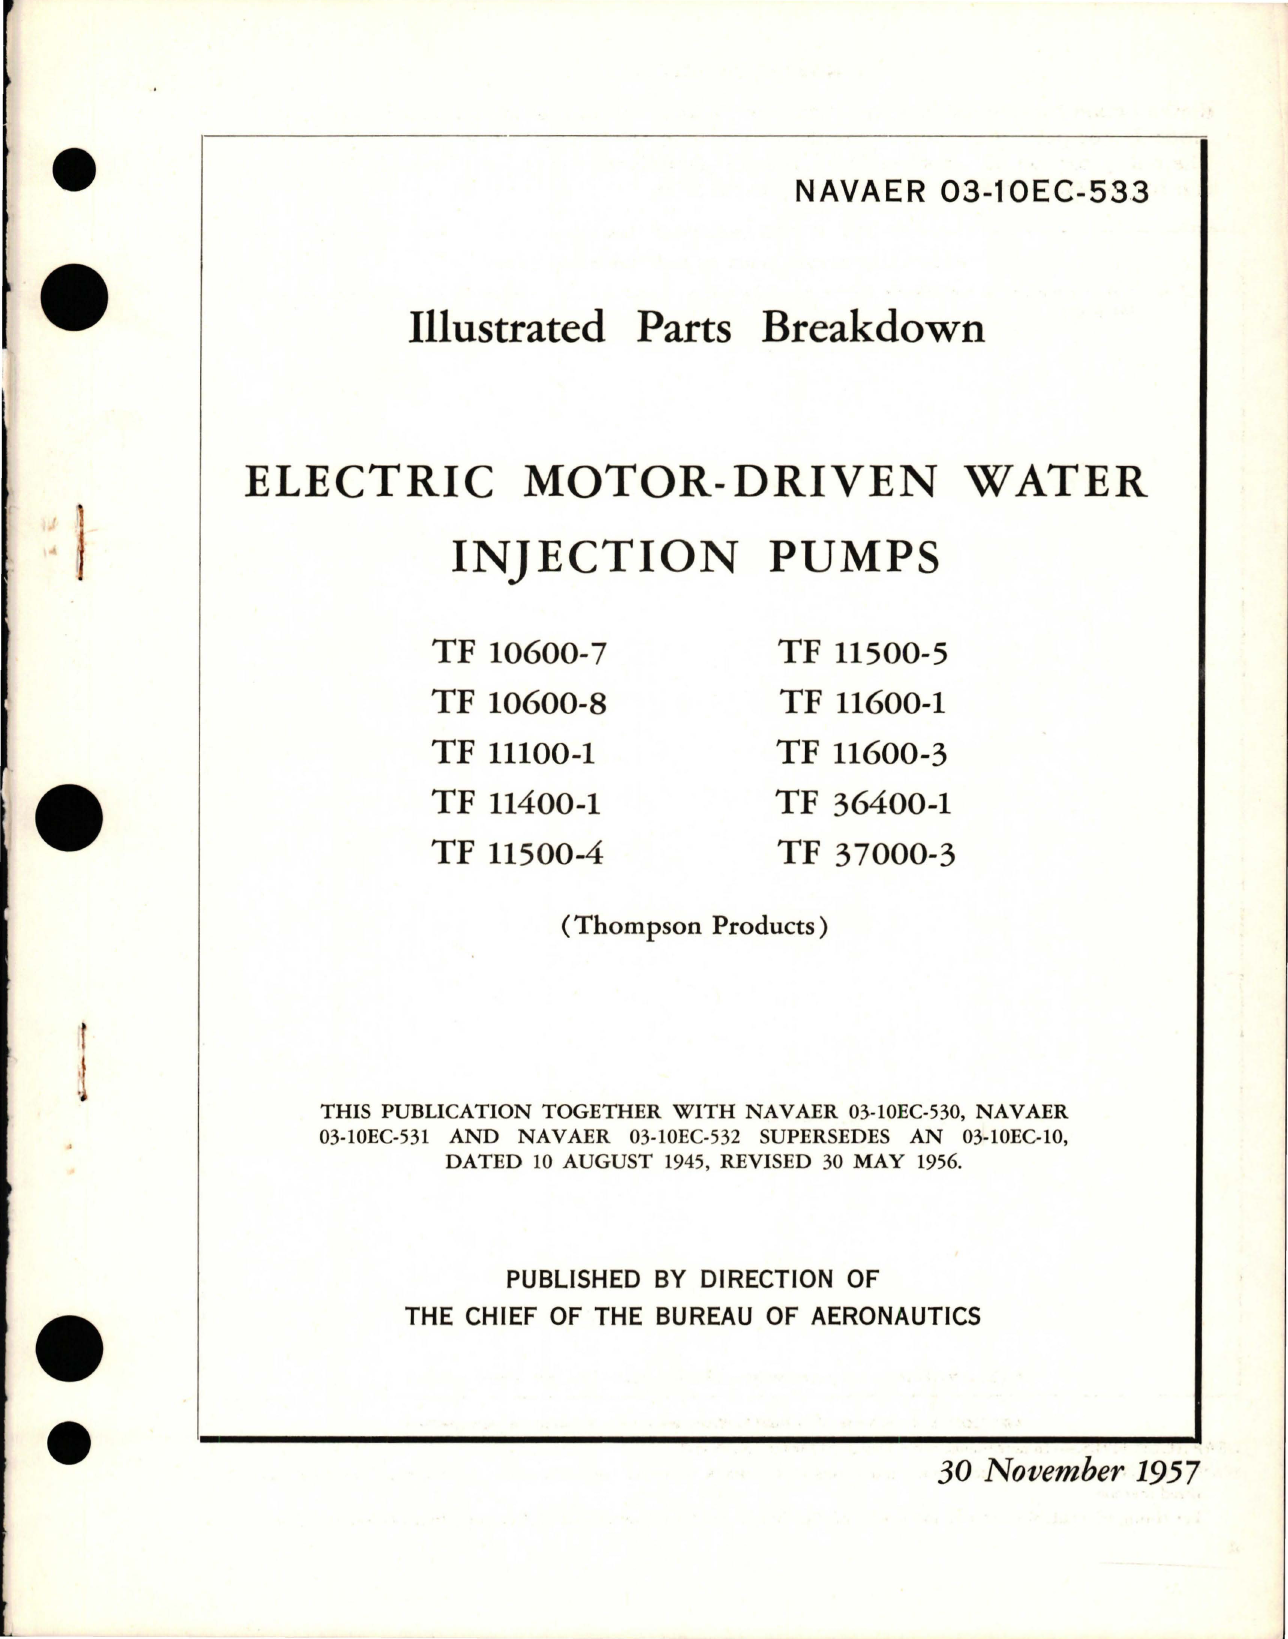 NAVAER 03-10EC-533
Illustrated Parts Breakdown
ELECTRIC MOTOR-DRIVEN WATER
INJECTION PUMPS
TF 10600-7 TF 11500-5
TF 10600-8 TF 11600-1
TF 11100-1 TF 11600-3
TF 11400-1 TF 36400-1
TF 11500-4 TF 37000-3
(Thompson Products)
THIS PUBLICATION TOGETHER WITH NAVAER 03-10EC-530, NAVAER
03-10EC-531 AND NAVAER 03-10EC-532 SUPERSEDES AN 03-10EC-10,
DATED 10 AUGUST 1945, REVISED 30 MAY 1956.
PUBLISHED BY DIRECTION OF
THE CHIEF OF THE BUREAU OF AERONAUTICS
30 November 1957